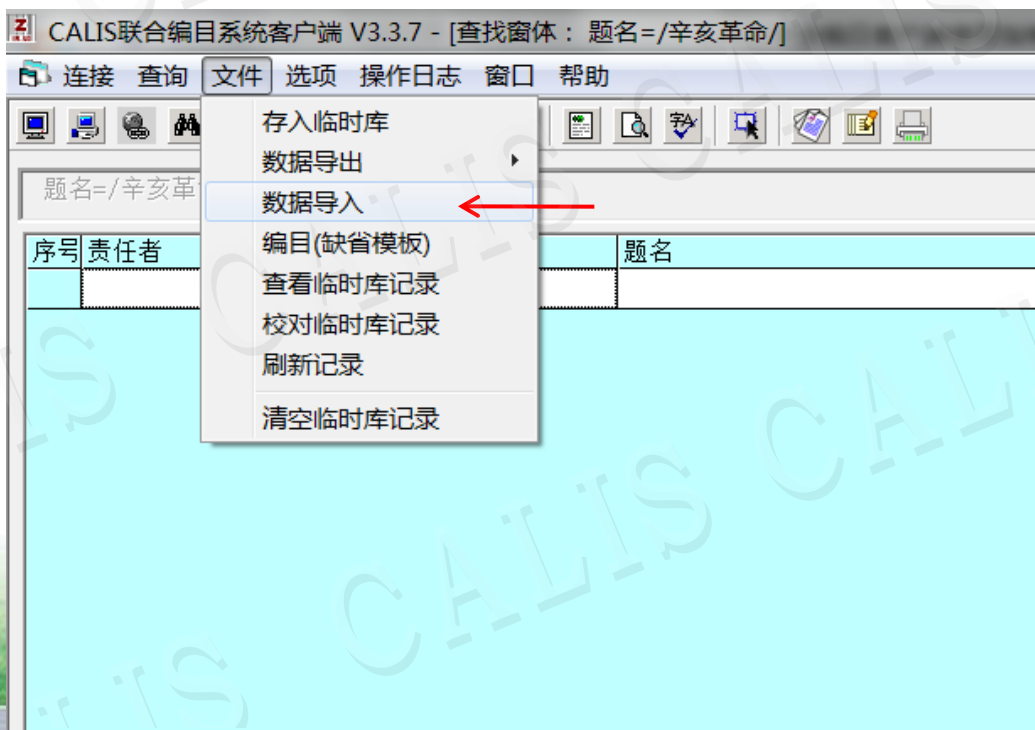 CALIS联合编目系统客户端 V3.3.7 - [查找窗体： 题名=/辛亥革命/]
连接 查询 文件 选项 操作日志 窗口 帮助
存入临时库
数据导出
题名=/辛亥革
数据导入
编目(缺省模板)
序号 责任者 题名
查看临时库记录
校对临时库记录
刷新记录
清空临时库记录
CALIS CALIS